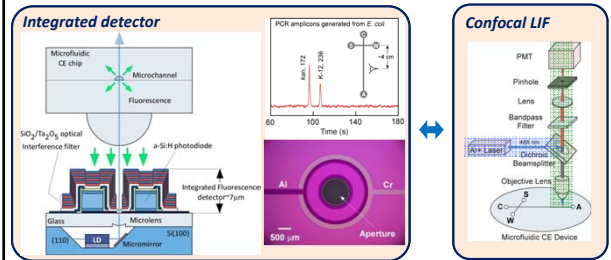 Integrated detector
Microfluidic
CE chip
Microchannel
Fluorescence
SiO2/Ta2O5 optical
Interference filter
a-Si:H photodiode
Integrated Fluorescence
detector~7μm
Glass
Microlens
(110)
LD
Si(100)
Micromirror
PCR amplicons generated from E. coli
kan, 172
K-12, 236
C
S
W
A
~4 cm
60
80
100
120
140
160
180
Time (s)
Al
Cr
500 μm
Aperture
Confocal LIF
PMT
Pinhole
Lens
Bandpass
Filter
Ar+ Laser
488 nm
Dichroic
Beamsplitter
Objective Lens
S
C
A
W
Microfluidic CE Device